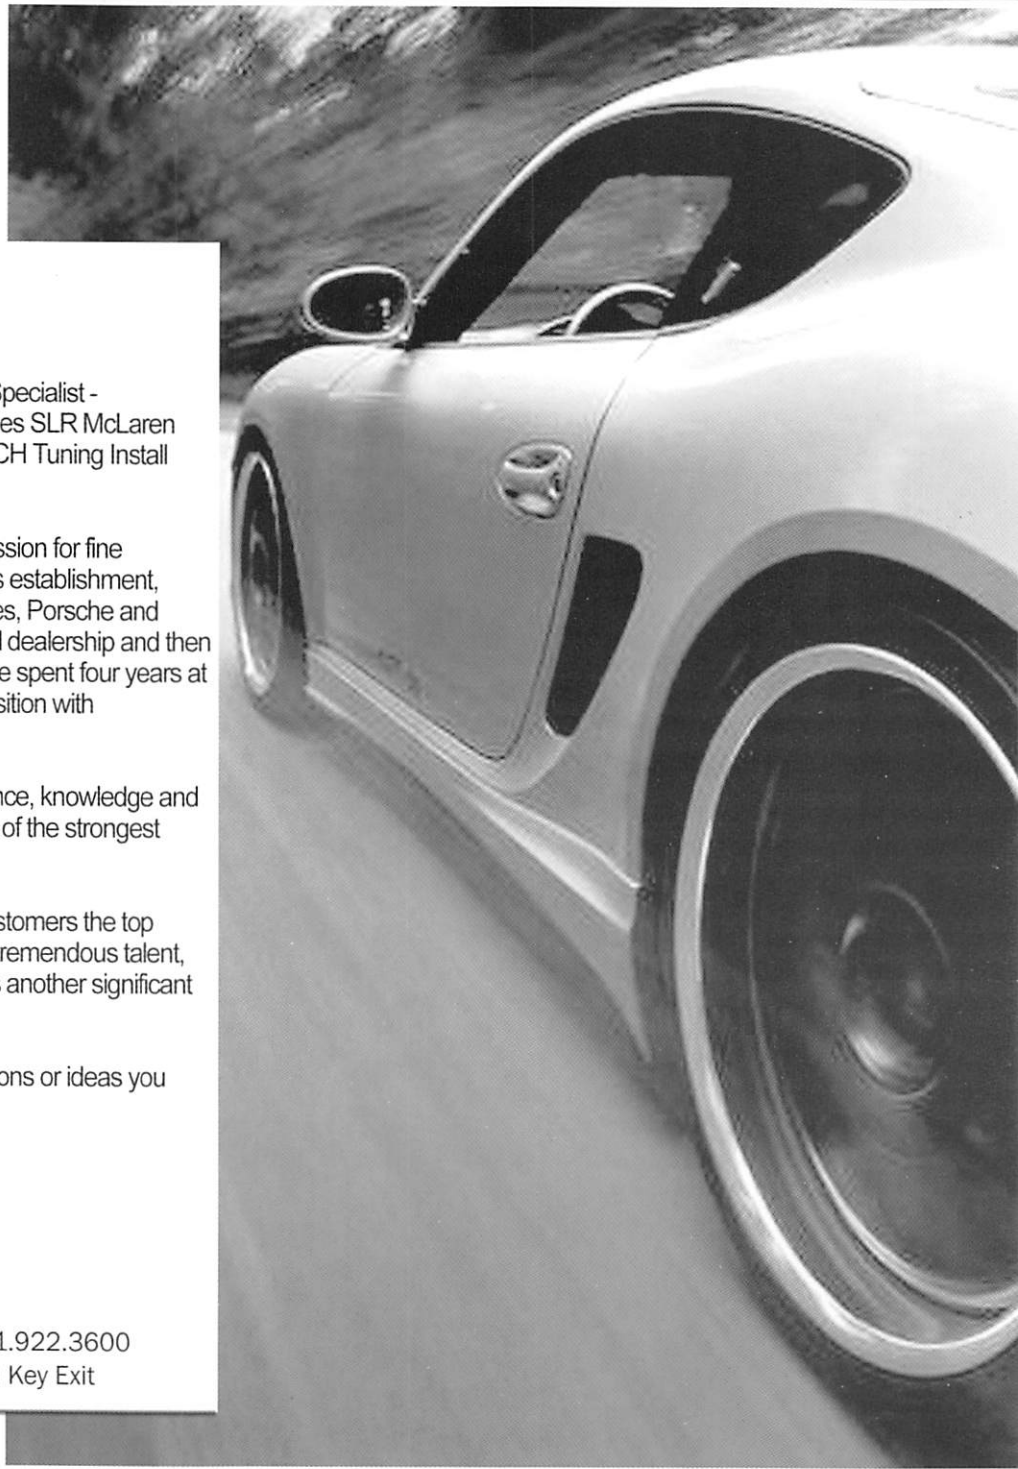 Specialist -
es SLR McLaren
CH Tuning Install
ssion for fine
s establishment,
es, Porsche and
l dealership and then
e spent four years at
sition with
nce, knowledge and
of the strongest
stomers the top
remendous talent,
s another significant
ons or ideas you
1.922.3600
Key Exit